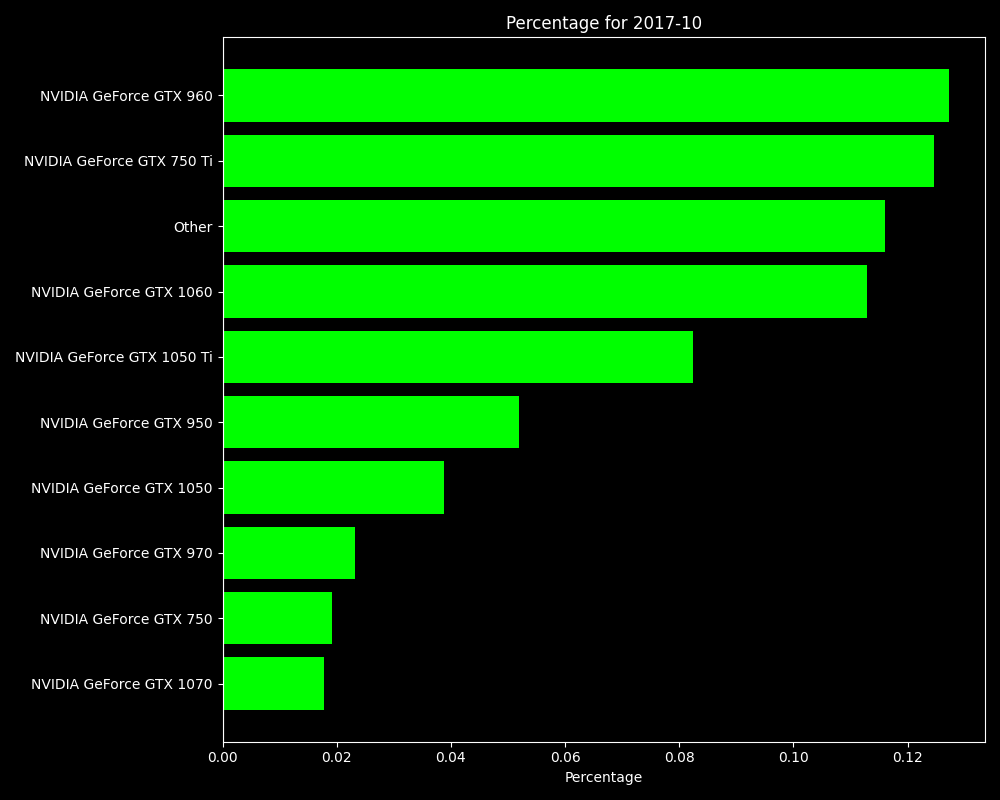 Percentage for 2017-10
NVIDIA GeForce GTX 960
NVIDIA GeForce GTX 750 Ti
Other
NVIDIA GeForce GTX 1060
NVIDIA GeForce GTX 1050 Ti
NVIDIA GeForce GTX 950
NVIDIA GeForce GTX 1050
NVIDIA GeForce GTX 970
NVIDIA GeForce GTX 750
NVIDIA GeForce GTX 1070
0.00 0.02 0.04 0.06 0.08 0.10 0.12
Percentage